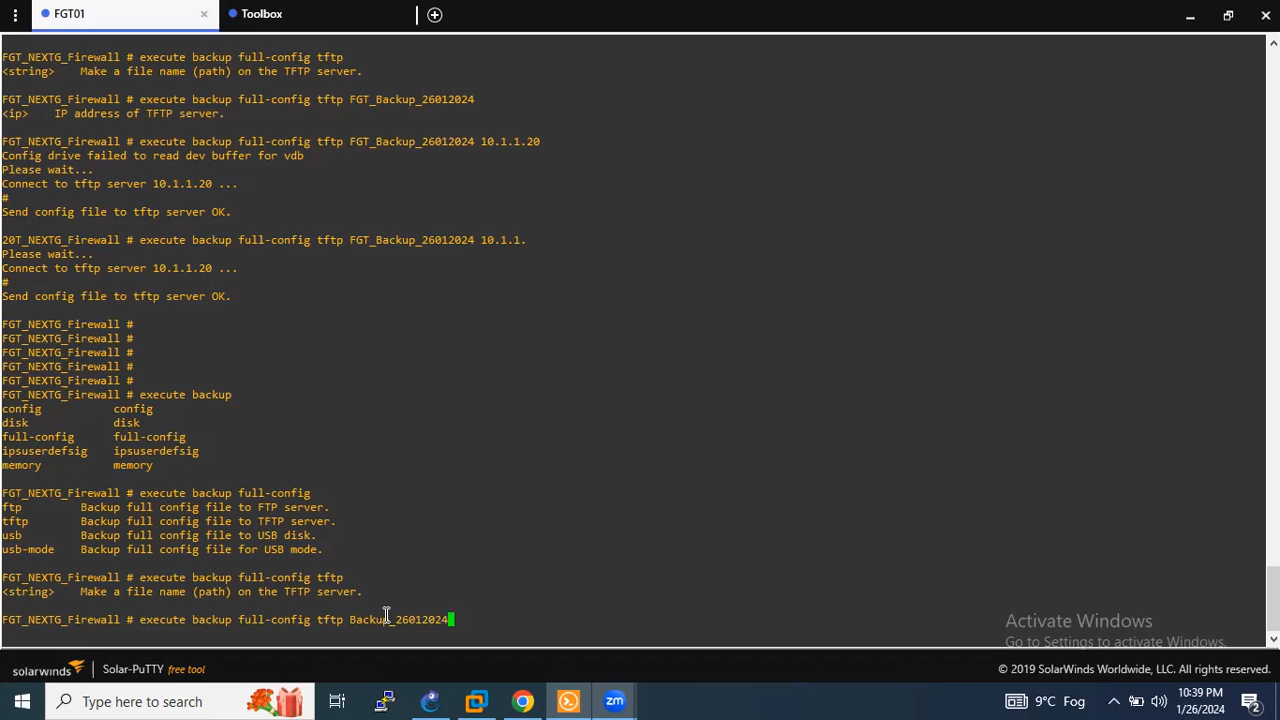 FGT01
Toolbox
FGT_NEXTG_Firewall # execute backup full-config tftp
<string>    Make a file name (path) on the TFTP server.
FGT_NEXTG_Firewall # execute backup full-config tftp FGT_Backup_26012024
<ip>    IP address of TFTP server.
FGT_NEXTG_Firewall # execute backup full-config tftp FGT_Backup_26012024 10.1.1.20
Config drive failed to read dev buffer for vdb
Please wait...
Connect to tftp server 10.1.1.20 ...
#
Send config file to tftp server OK.
20T_NEXTG_Firewall # execute backup full-config tftp FGT_Backup_26012024 10.1.1.
Please wait...
Connect to tftp server 10.1.1.20 ...
#
Send config file to tftp server OK.
FGT_NEXTG_Firewall #
FGT_NEXTG_Firewall #
FGT_NEXTG_Firewall #
FGT_NEXTG_Firewall #
FGT_NEXTG_Firewall #
FGT_NEXTG_Firewall # execute backup
config           config
disk             disk
full-config      full-config
ipsuserdefsig    ipsuserdefsig
memory           memory
FGT_NEXTG_Firewall # execute backup full-config
ftp         Backup full config file to FTP server.
tftp        Backup full config file to TFTP server.
usb         Backup full config file to USB disk.
usb-mode    Backup full config file for USB mode.
FGT_NEXTG_Firewall # execute backup full-config tftp
<string>    Make a file name (path) on the TFTP server.
FGT_NEXTG_Firewall # execute backup full-config tftp Backup_26012024
Activate Windows
Go to Settings to activate Windows.
solarwinds Solar-PuTTY free tool
© 2019 SolarWinds Worldwide, LLC. All rights reserved.
Type here to search
zm
9°C Fog
10:39 PM
1/26/2024
2